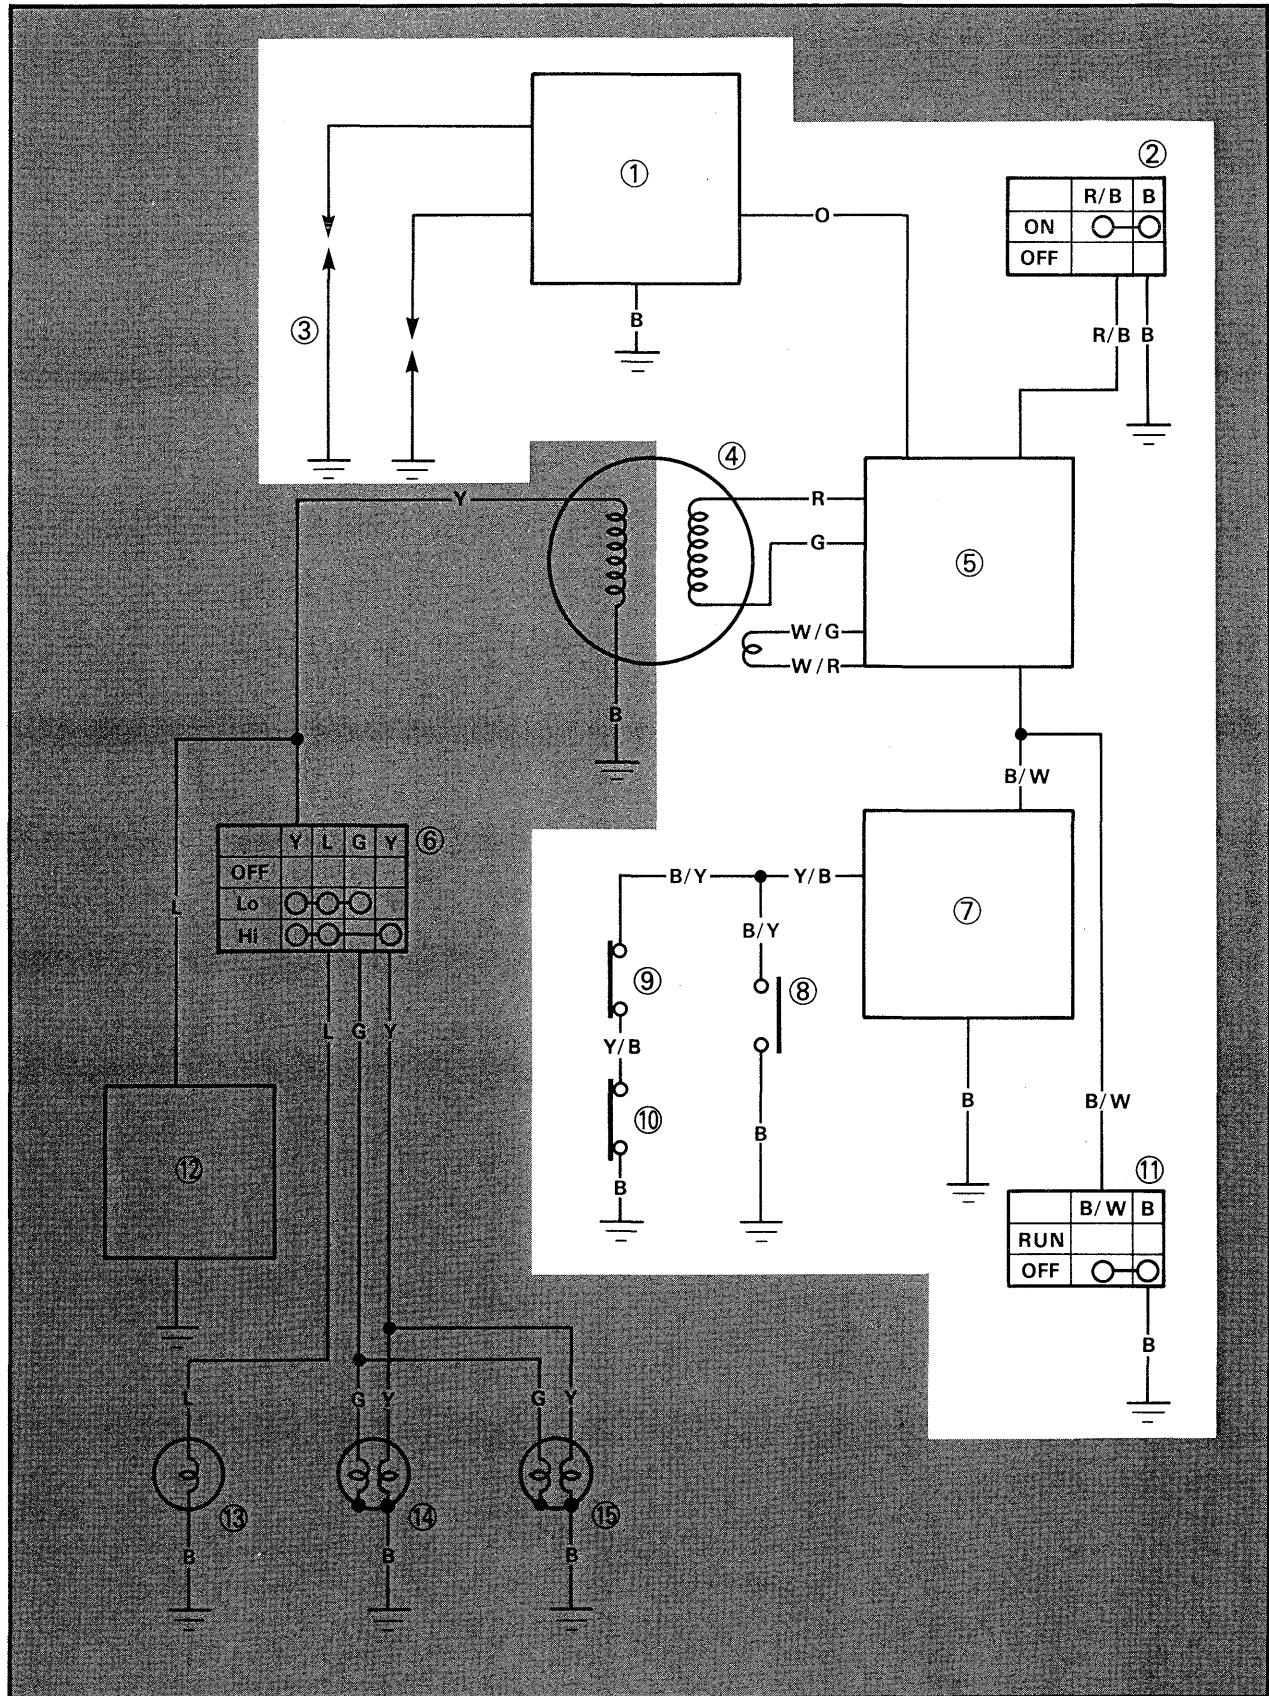 ①
②
R/B B
ON
OFF
O
B
③
R/B B
④
Y
R
G
⑤
W/G
W/R
B
B/W
Y L G Y
⑥
OFF
Lo
Hi
L
B/Y
Y/B
⑦
B/Y
⑨
⑧
L G Y
Y/B
⑩
B
B/W
B
B
⑫
⑪
B/W B
RUN
OFF
B
L
G Y
G Y
⑬
⑭
⑮
B
B
B